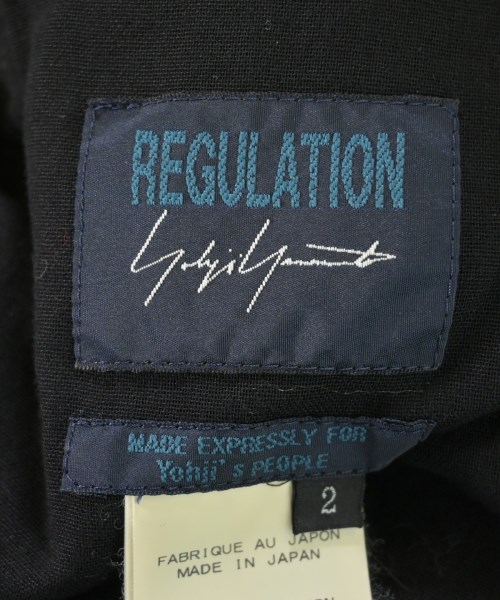 REGULATION
Yohji Yamamoto
MADE EXPRESSLY FOR
Yohji's PEOPLE
2
FABRIQUE AU JAPON
MADE IN JAPAN